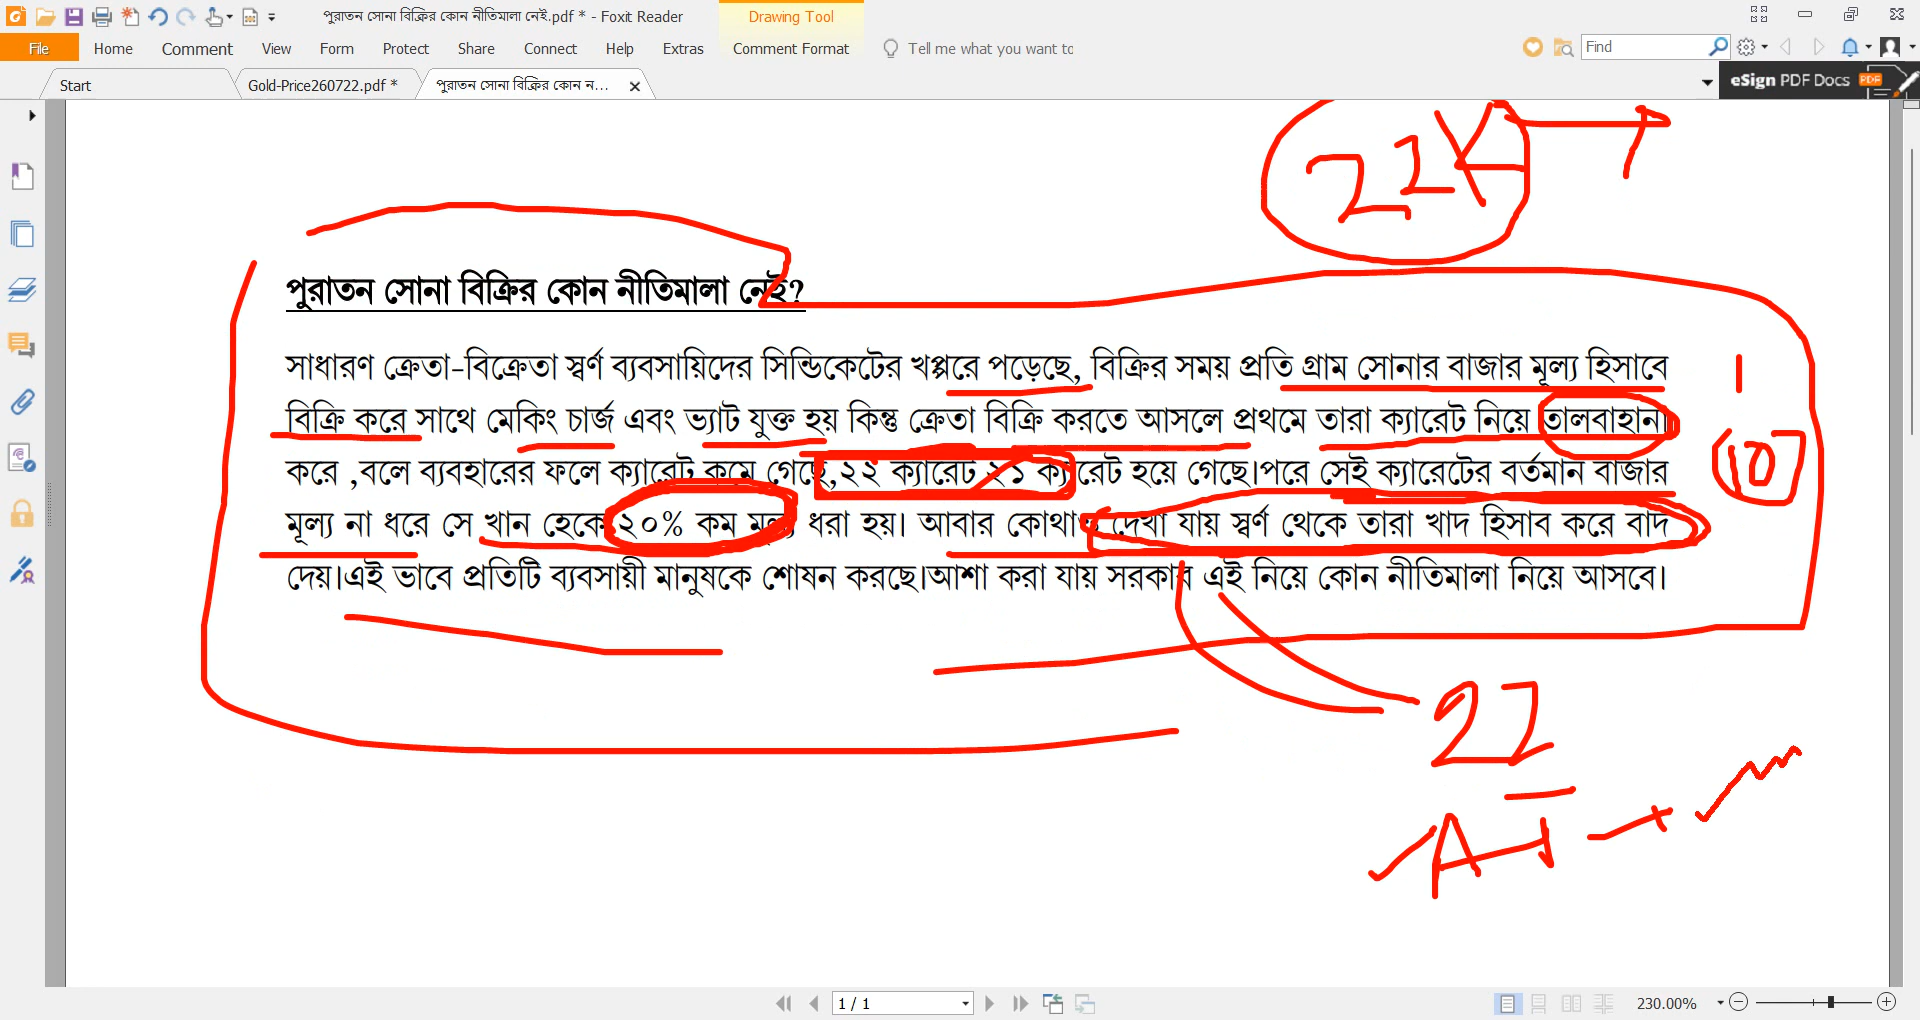 পুরাতন সোনা বিক্রির কোন নীতিমালা নেই.pdf * - Foxit Reader
Drawing Tool
File Home Comment View Form Protect Share Connect Help Extras Comment Format Tell me what you want to Find
Start Gold-Price260722.pdf * পুরাতন সোনা বিক্রির কোন ন... eSign PDF Docs PDF
22K
পুরাতন সোনা বিক্রির কোন নীতিমালা নেই?
সাধারণ ক্রেতা-বিক্রেতা স্বর্ণ ব্যবসায়িদের সিন্ডিকেটের খপ্পরে পড়েছে, বিক্রির সময় প্রতি গ্রাম সোনার বাজার মূল্য হিসাবে
বিক্রি করে সাথে মেকিং চার্জ এবং ভ্যাট যুক্ত হয় কিন্তু ক্রেতা বিক্রি করতে আসলে প্রথমে তারা ক্যারেট নিয়ে তালবাহানা
করে ,বলে ব্যবহারের ফলে ক্যারেট কমে গেছে,২২ ক্যারেট ২১ ক্যারেট হয়ে গেছে।পরে সেই ক্যারেটের বর্তমান বাজার
10
মূল্য না ধরে সে খান হেকে ২০% কম মূল্য ধরা হয়। আবার কোথাও দেখা যায় স্বর্ণ থেকে তারা খাদ হিসাব করে বাদ
দেয়।এই ভাবে প্রতিটি ব্যবসায়ী মানুষকে শোষন করছে।আশা করা যায় সরকার এই নিয়ে কোন নীতিমালা নিয়ে আসবে।
22
1 / 1 230.00%